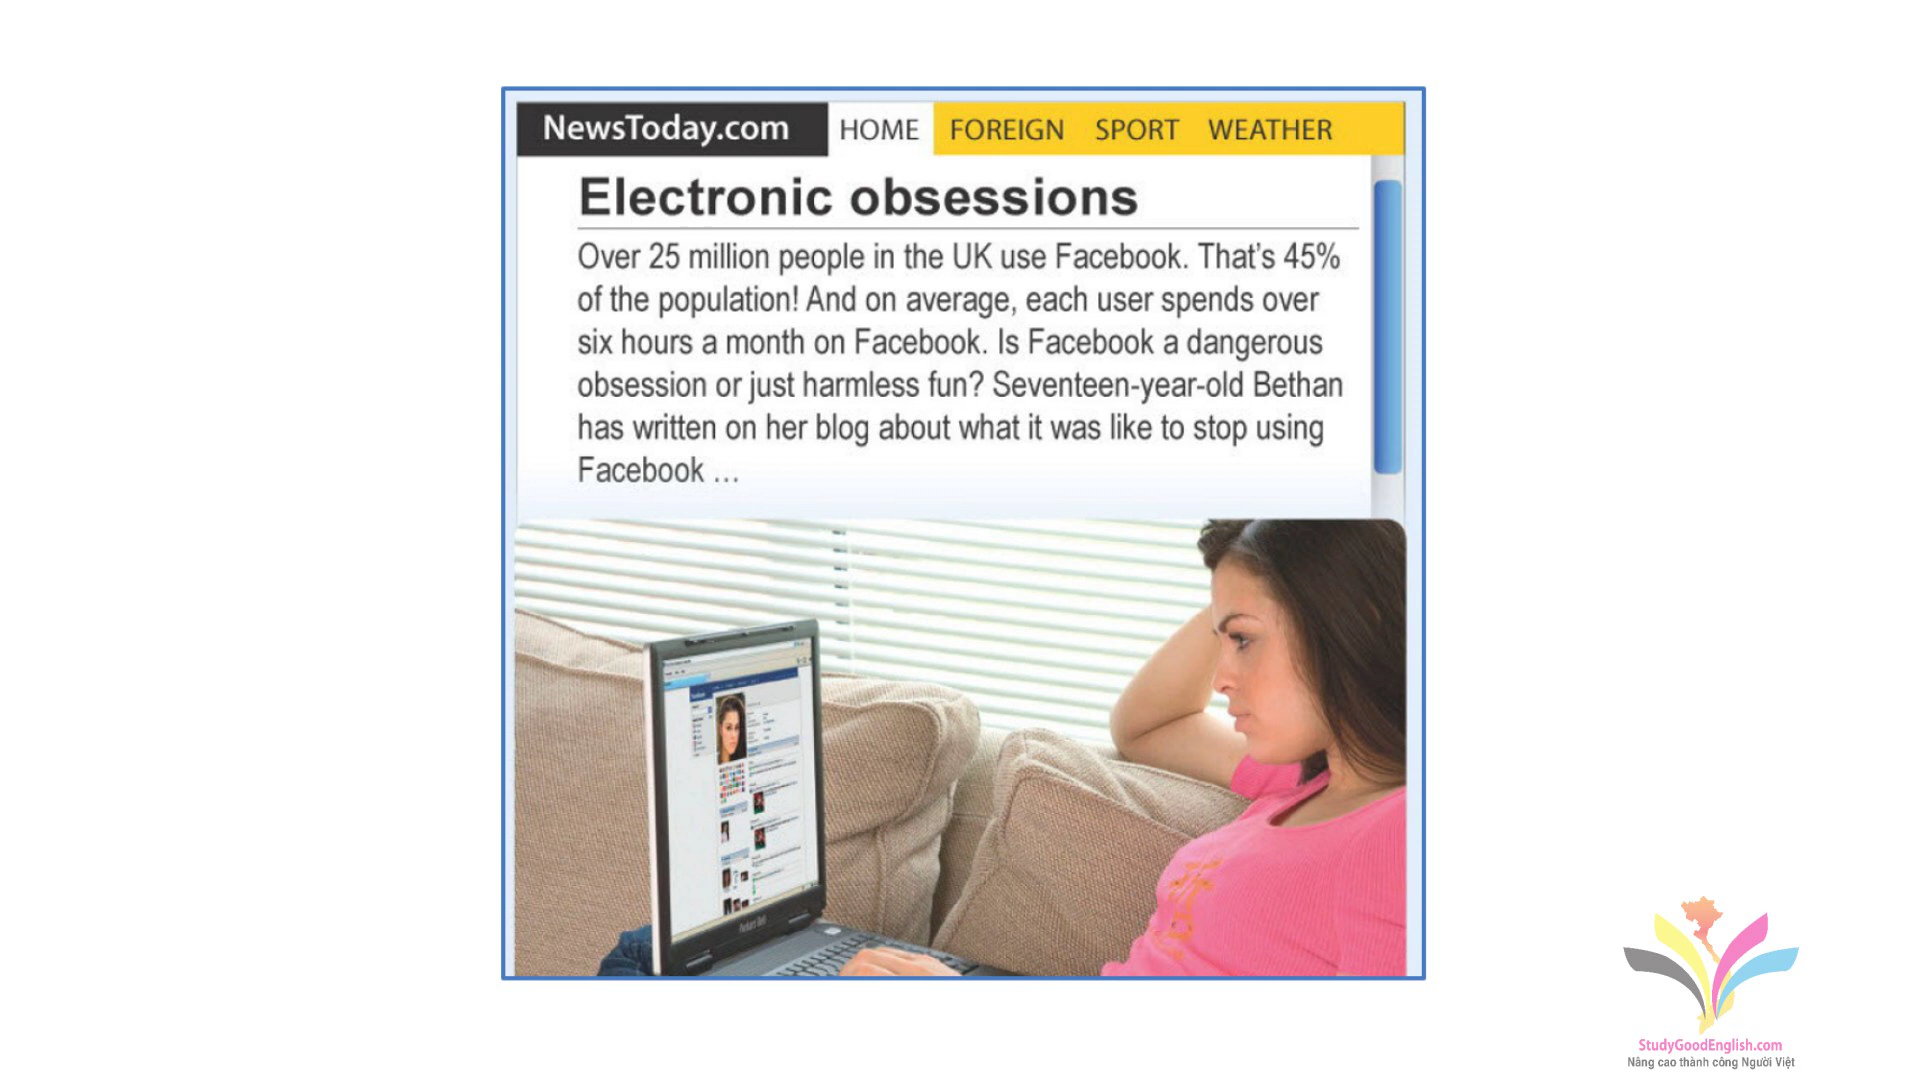 NewsToday.com HOME FOREIGN SPORT WEATHER
Electronic obsessions
Over 25 million people in the UK use Facebook. That's 45%
of the population! And on average, each user spends over
six hours a month on Facebook. Is Facebook a dangerous
obsession or just harmless fun? Seventeen-year-old Bethan
has written on her blog about what it was like to stop using
Facebook …
StudyGoodEnglish.com
Nâng cao thành công Người Việt